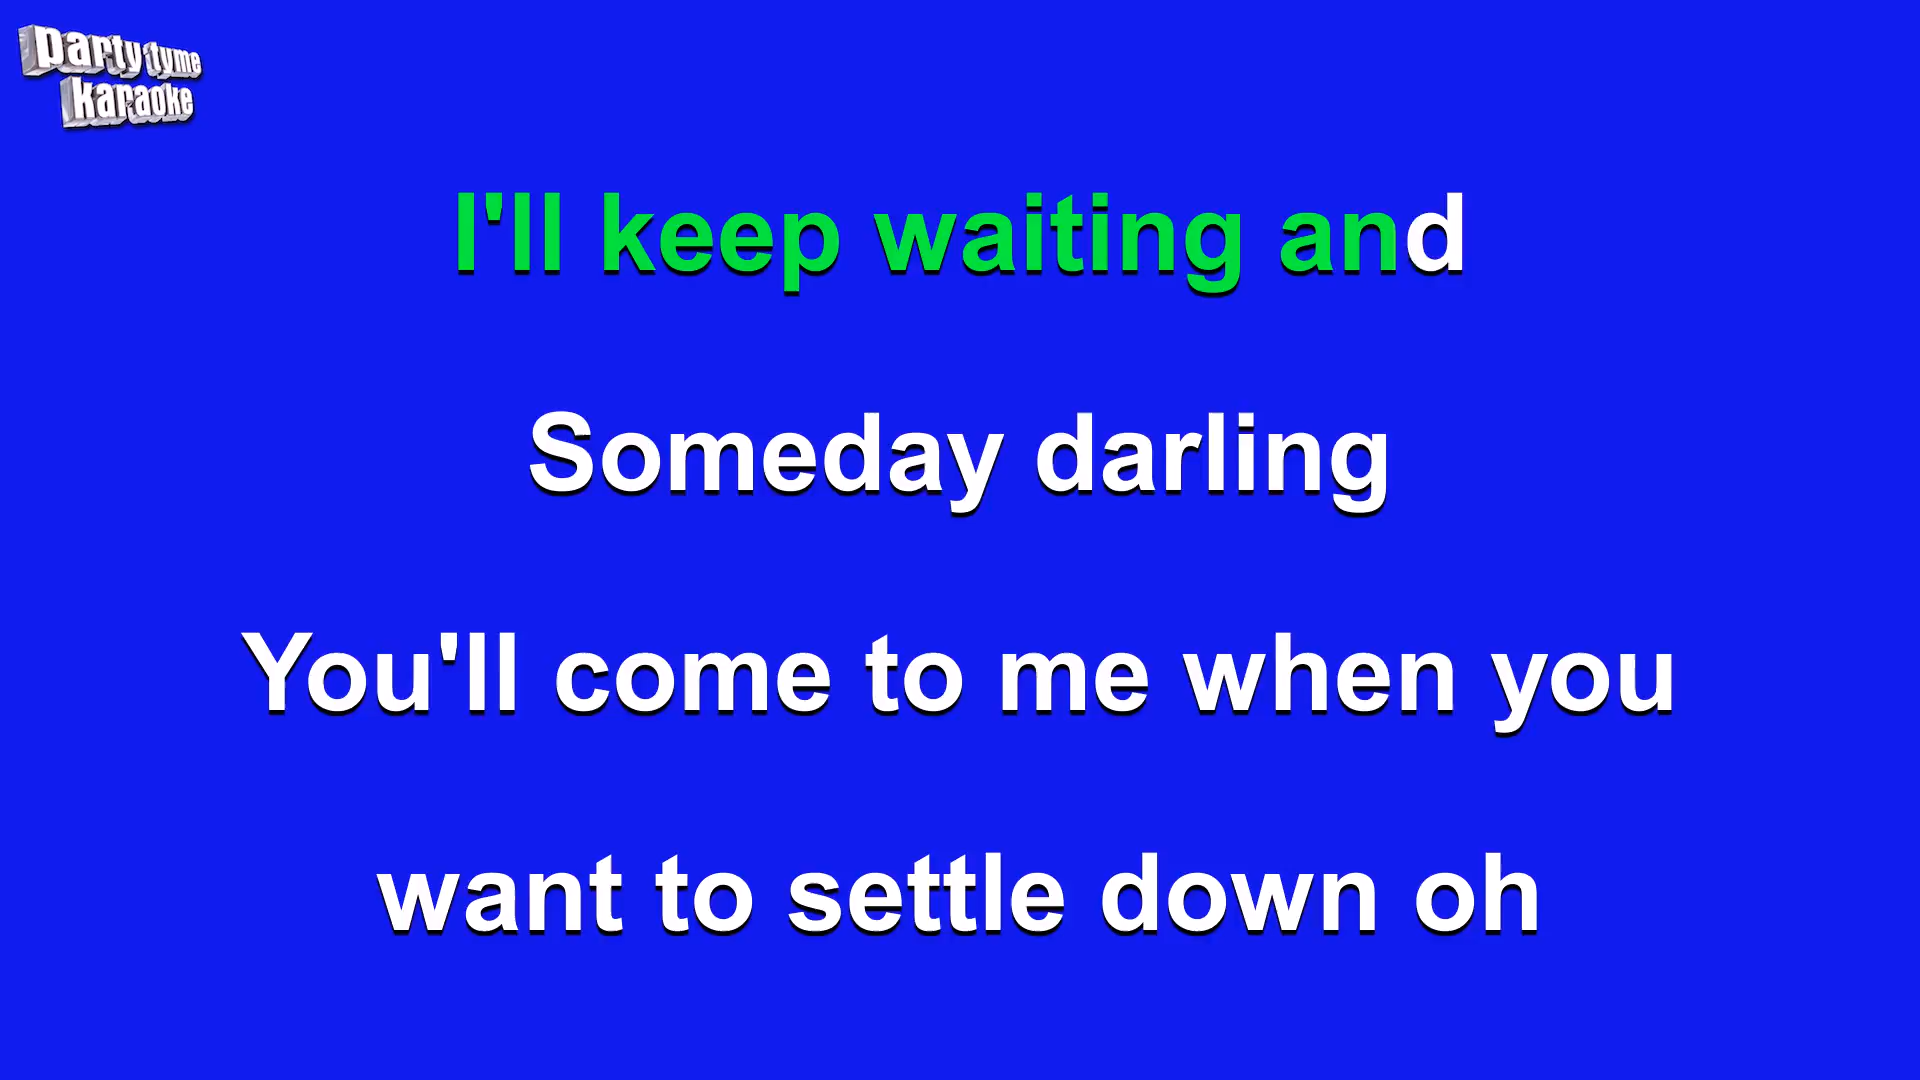 party tyme
karaoke
I'll keep waiting and
Someday darling
You'll come to me when you
want to settle down oh